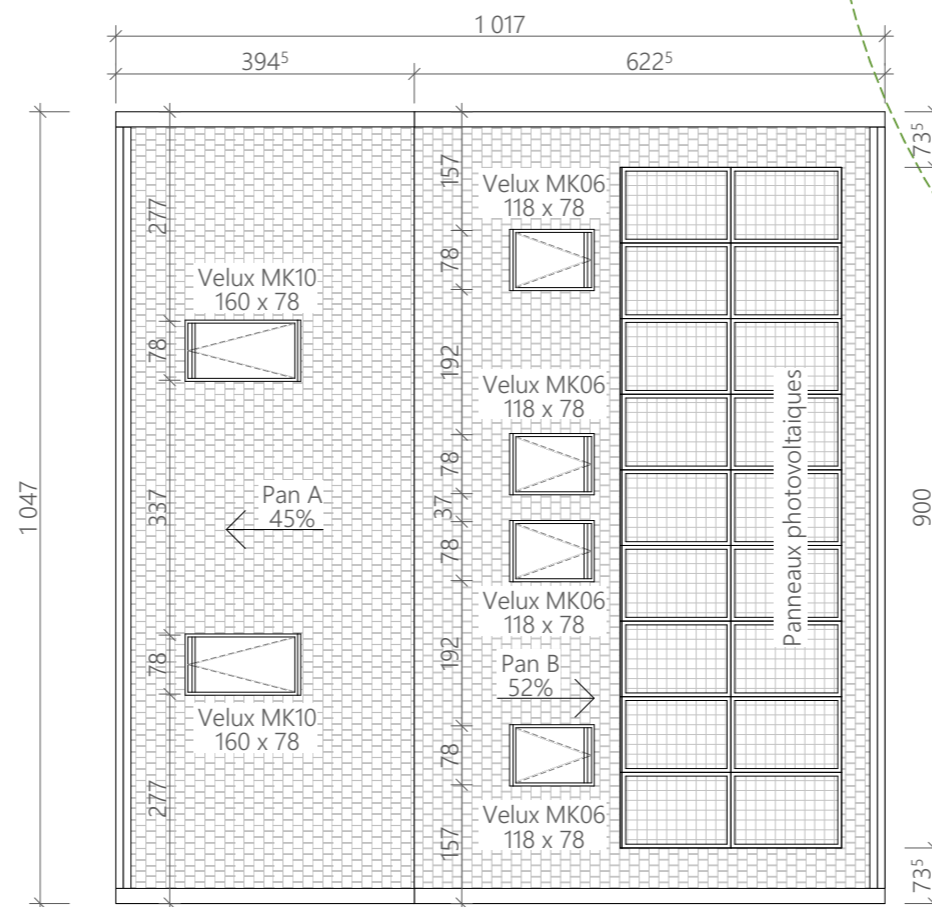 1 017
394⁵
622⁵
73⁵
157
Velux MK06
118 x 78
277
78
Velux MK10
160 x 78
78
192
Velux MK06
118 x 78
Panneaux photovoltaiques
78
1 047
337
Pan A
45%
37
900
78
Velux MK06
118 x 78
78
192
Pan B
52%
Velux MK10
160 x 78
78
277
Velux MK06
118 x 78
157
73⁵